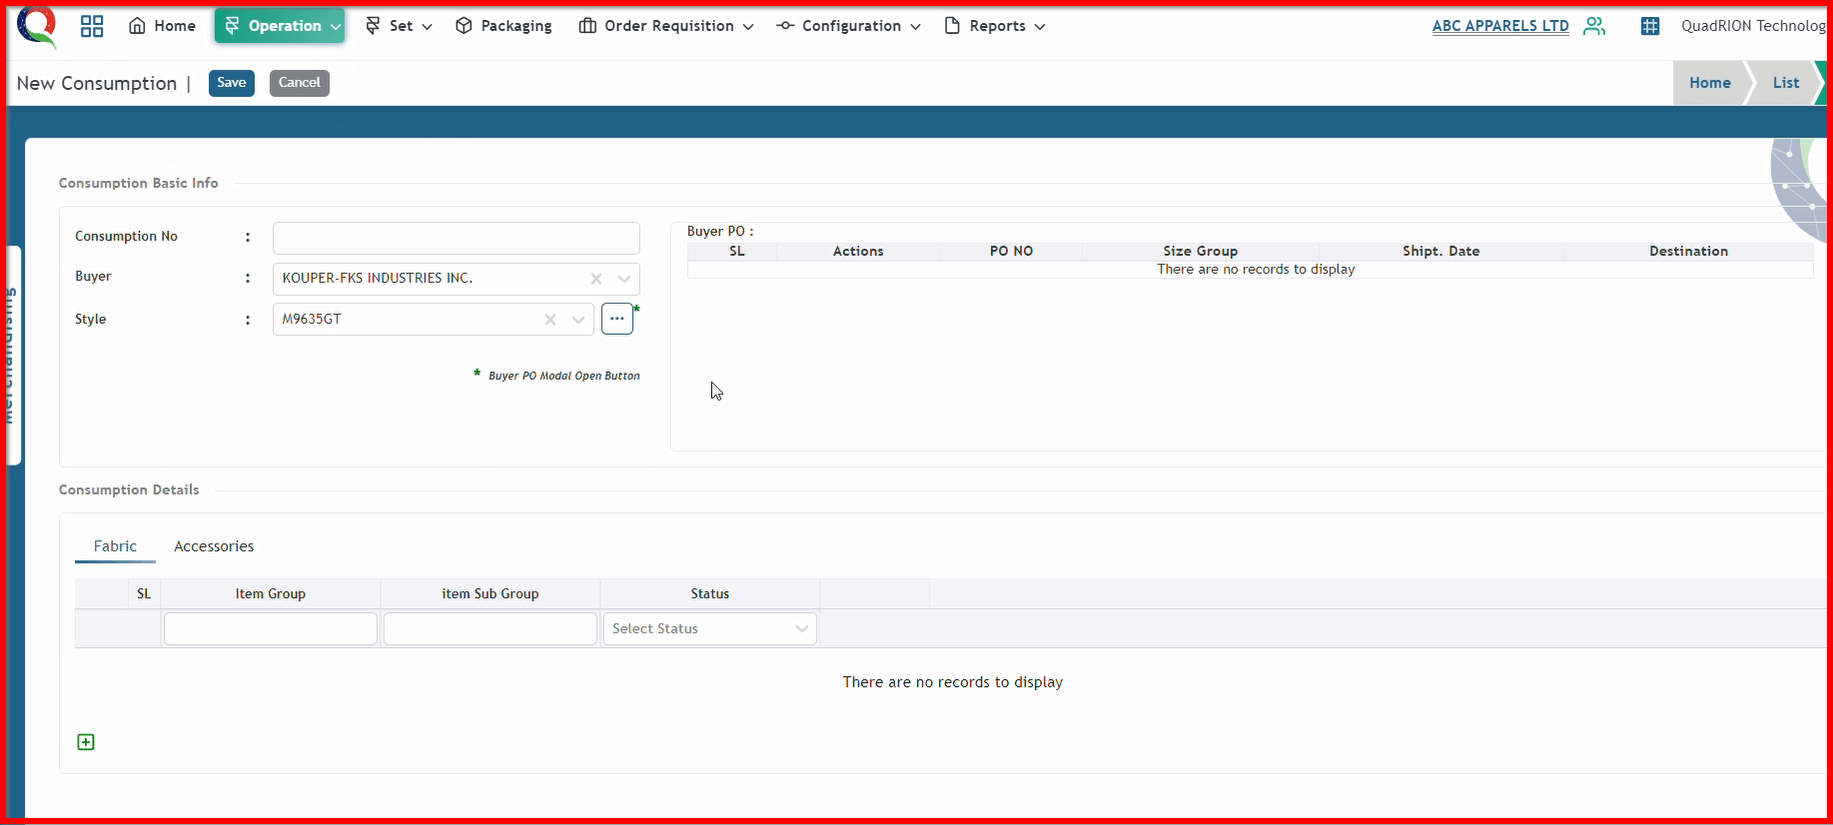 Home Operation Set Packaging Order Requisition Configuration Reports ABC APPARELS LTD QuadRION Technolog
New Consumption | Save Cancel Home List
Consumption Basic Info
Consumption No :
Buyer : KOUPER-FKS INDUSTRIES INC.
Style : M9635GT ... *
* Buyer PO Modal Open Button
Buyer PO :
SL Actions PO NO Size Group Shipt. Date Destination
There are no records to display
Merchandising
Consumption Details
Fabric Accessories
SL Item Group item Sub Group Status
Select Status
There are no records to display